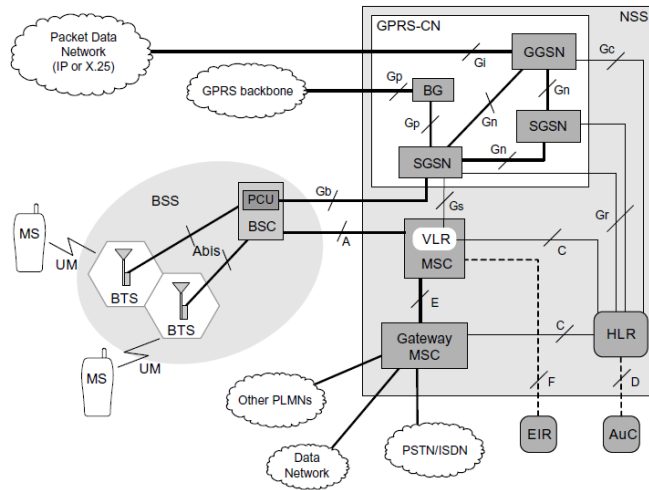 NSS
GPRS-CN
Packet Data
Network
(IP or X.25)
Gi
GGSN
Gc
GPRS backbone
Gp
BG
Gn
Gp
Gn
SGSN
SGSN
Gn
BSS
PCU
Gb
Gs
Gr
MS
BSC
A
VLR
MSC
C
UM
Abis
BTS
BTS
E
MS
UM
Gateway
MSC
C
HLR
Other PLMNs
F
D
Data
Network
PSTN/ISDN
EIR
AuC